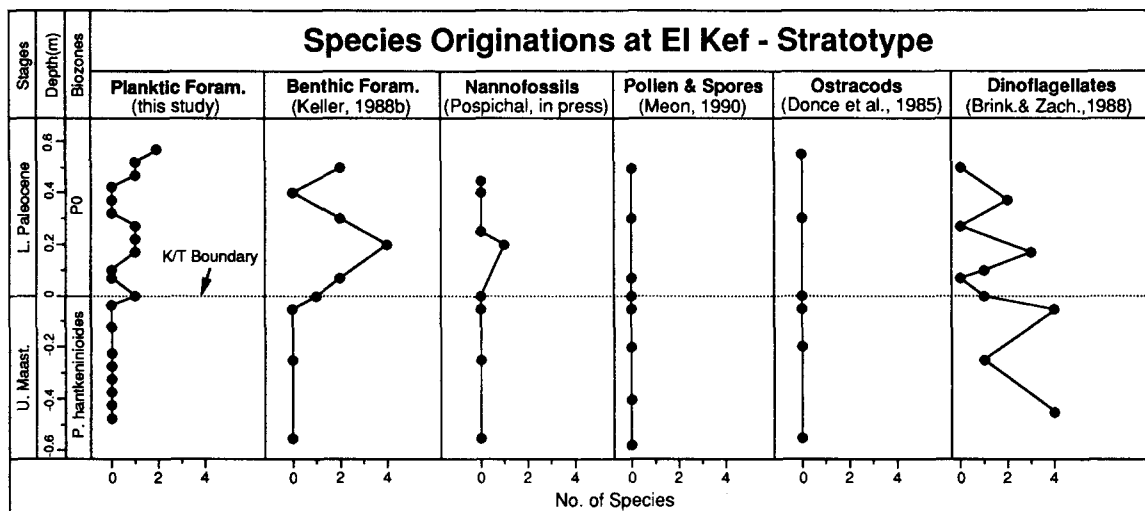 Species Originations at El Kef - Stratotype
Stages
Depth(m)
Biozones
Planktic Foram.
(this study)
Benthic Foram.
(Keller, 1988b)
Nannofossils
(Pospichal, in press)
Pollen & Spores
(Meon, 1990)
Ostracods
(Donce et al., 1985)
Dinoflagellates
(Brink.& Zach.,1988)
L. Paleocene
U. Maast.
0.6
0.4
0.2
0
-0.2
-0.4
-0.6
P0
P. hantkeninioides
K/T Boundary
0 2 4
0 2 4
0 2 4
0 2 4
0 2 4
0 2 4
No. of Species